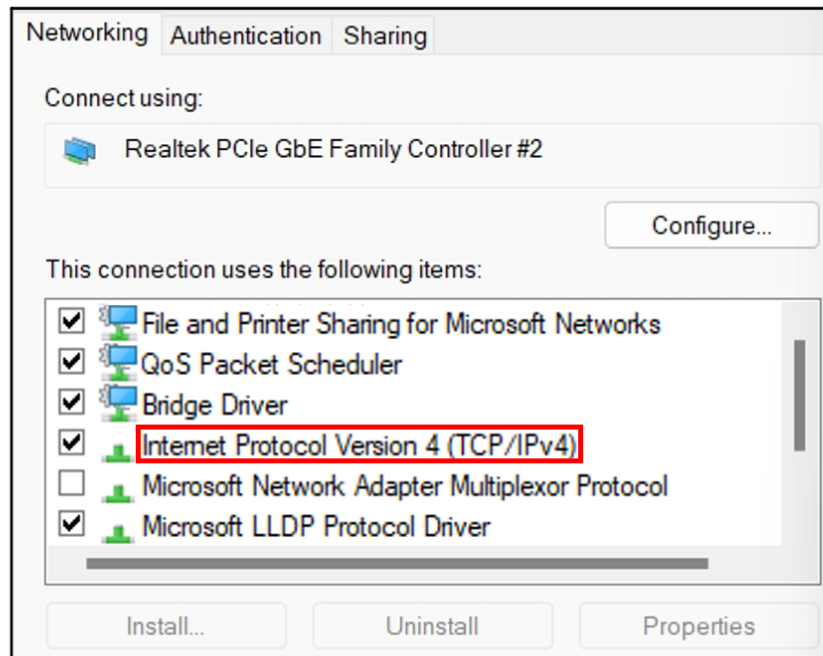 Networking Authentication Sharing
Connect using:
Realtek PCIe GbE Family Controller #2
Configure...
This connection uses the following items:
File and Printer Sharing for Microsoft Networks
QoS Packet Scheduler
Bridge Driver
Internet Protocol Version 4 (TCP/IPv4)
Microsoft Network Adapter Multiplexor Protocol
Microsoft LLDP Protocol Driver
Install... Uninstall Properties